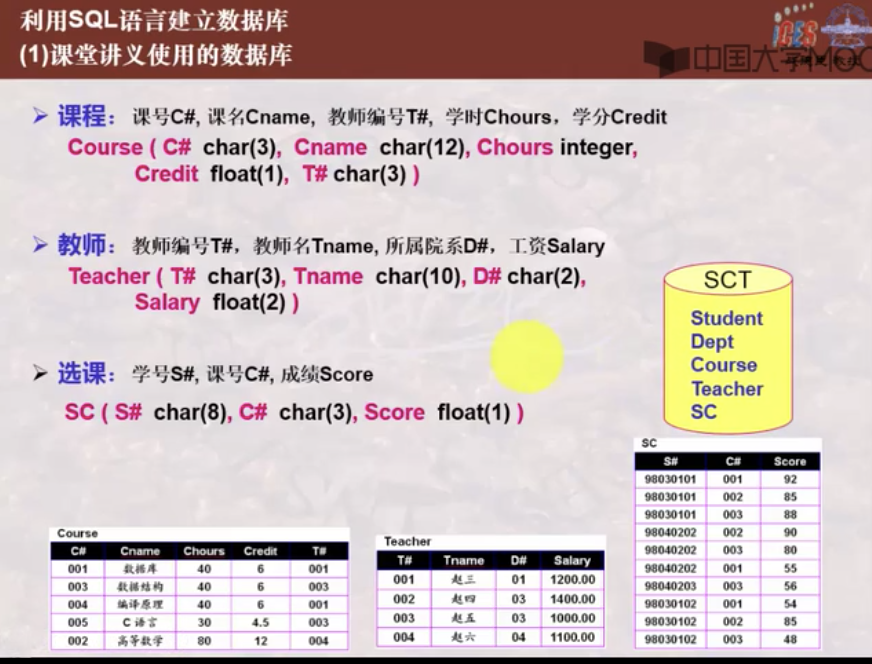 利用SQL语言建立数据库
(1)课堂讲义使用的数据库
中国大学MOOC
课程：课号C#, 课名Cname, 教师编号T#, 学时Chours，学分Credit
Course ( C# char(3), Cname char(12), Chours integer,
Credit float(1), T# char(3) )
教师：教师编号T#，教师名Tname, 所属院系D#，工资Salary
Teacher ( T# char(3), Tname char(10), D# char(2),
Salary float(2) )
选课：学号S#, 课号C#, 成绩Score
SC ( S# char(8), C# char(3), Score float(1) )
SCT
Student
Dept
Course
Teacher
SC
SC
S# C# Score
98030101 001 92
98030101 002 85
98030101 003 88
98040202 002 90
98040202 003 80
98040202 001 55
98040203 003 56
98030102 001 54
98030102 002 85
98030102 003 48
Course
C# Cname Chours Credit T#
001 数据库 40 6 001
003 数据结构 40 6 003
004 编译原理 40 6 001
005 C语言 30 4.5 003
002 高等数学 80 12 004
Teacher
T# Tname D# Salary
001 赵三 01 1200.00
002 赵四 03 1400.00
003 赵五 03 1000.00
004 赵六 04 1100.00